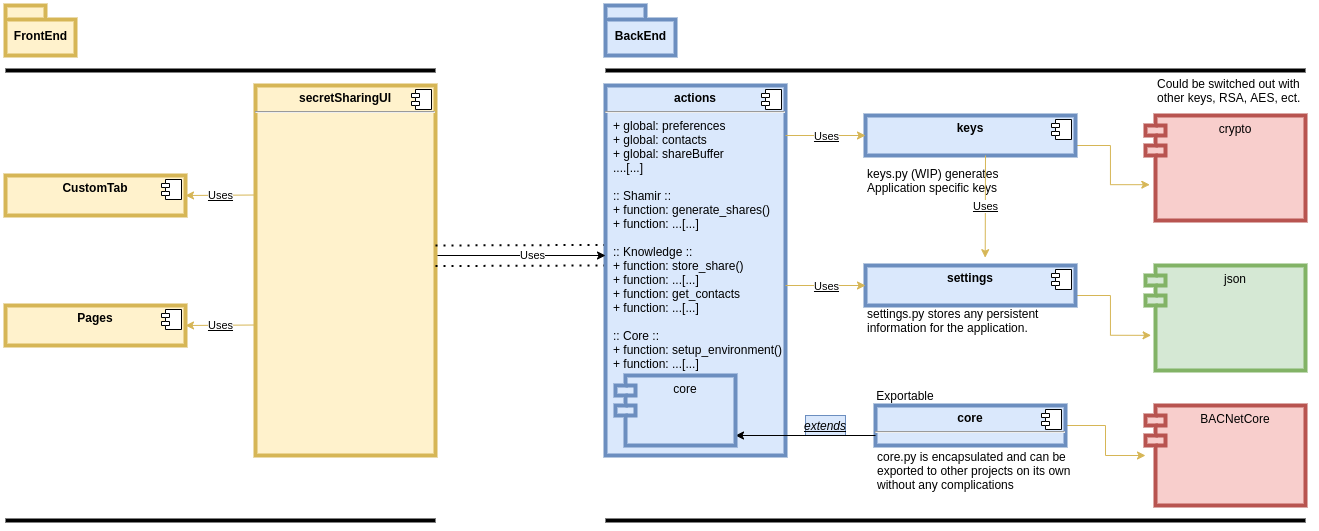 FrontEnd
BackEnd
secretSharingUI
CustomTab
Uses
Pages
Uses
Uses
actions
+ global: preferences
+ global: contacts
+ global: shareBuffer
....[...]
:: Shamir ::
+ function: generate_shares()
+ function: ...[...]
:: Knowledge ::
+ function: store_share()
+ function: ...[...]
+ function: get_contacts
+ function: ...[...]
:: Core ::
+ function: setup_environment()
+ function: ...[...]
core
Uses
keys
keys.py (WIP) generates
Application specific keys
Uses
Could be switched out with
other keys, RSA, AES, ect.
crypto
Uses
settings
settings.py stores any persistent
information for the application.
json
extends
Exportable
core
core.py is encapsulated and can be
exported to other projects on its own
without any complications
BACNetCore